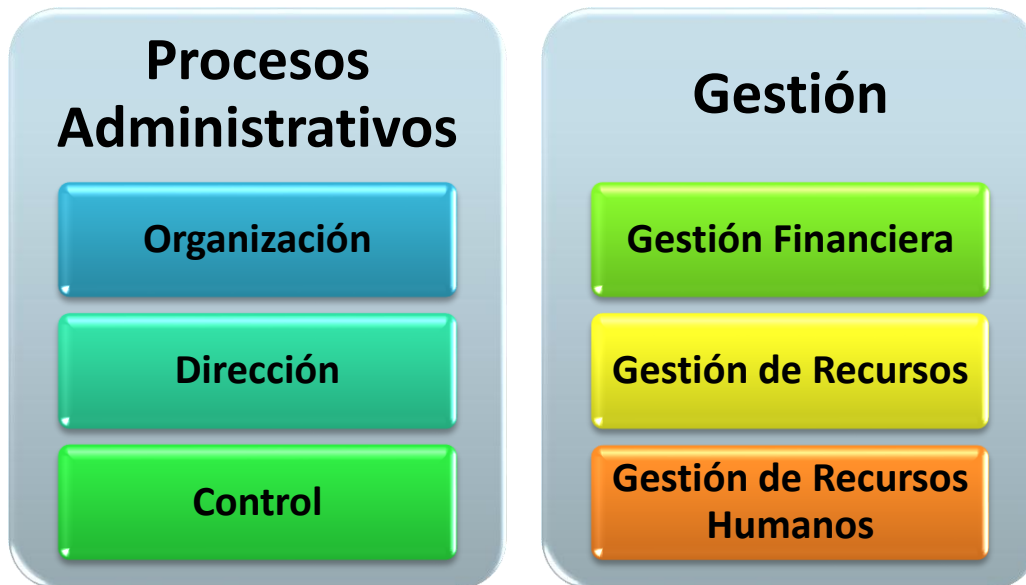 Procesos
Administrativos
Organización
Dirección
Control
Gestión
Gestión Financiera
Gestión de Recursos
Gestión de Recursos
Humanos